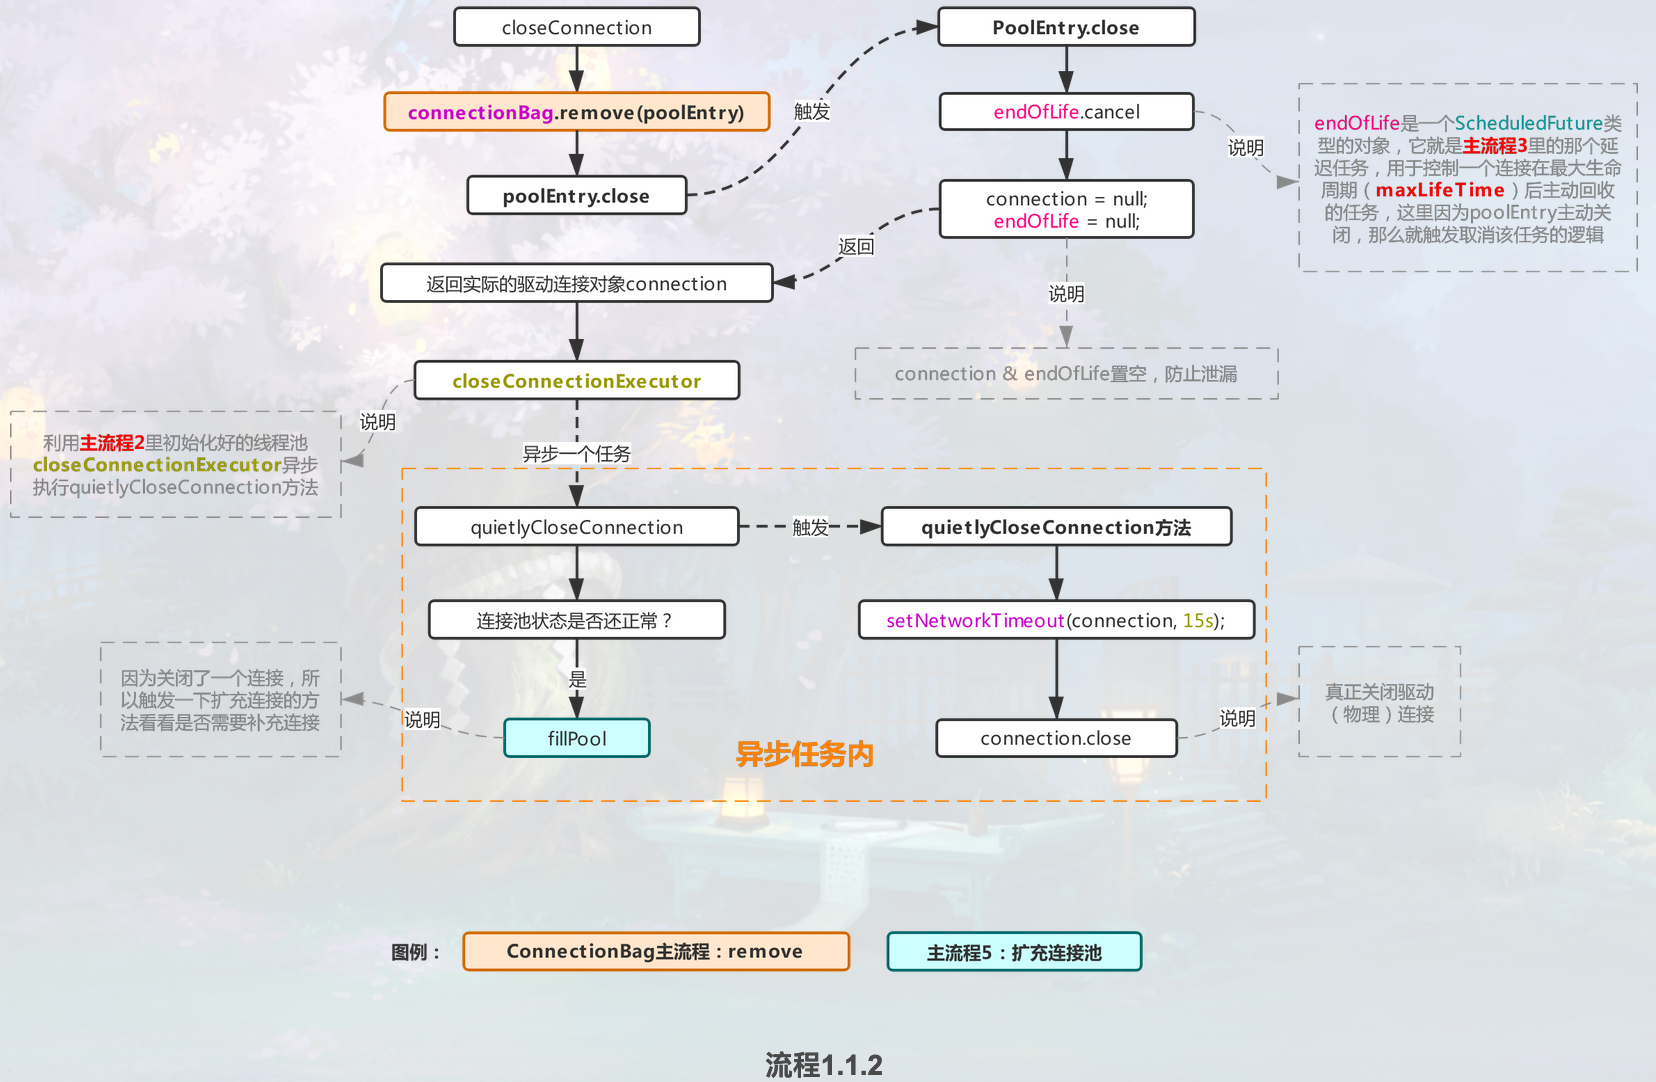 closeConnection
connectionBag.remove(poolEntry)
poolEntry.close
触发
PoolEntry.close
endOfLife.cancel
说明
endOfLife是一个ScheduledFuture类
型的对象，它就是主流程3里的那个延
迟任务，用于控制一个连接在最大生命
周期（maxLifeTime）后主动回收
的任务，这里因为poolEntry主动关
闭，那么就触发取消该任务的逻辑
connection = null;
endOfLife = null;
返回
说明
connection & endOfLife置空，防止泄漏
返回实际的驱动连接对象connection
closeConnectionExecutor
说明
利用主流程2里初始化好的线程池
closeConnectionExecutor异步
执行quietlyCloseConnection方法
异步一个任务
quietlyCloseConnection
触发
quietlyCloseConnection方法
连接池状态是否还正常？
setNetworkTimeout(connection, 15s);
是
fillPool
说明
因为关闭了一个连接，所
以触发一下扩充连接的方
法看看是否需要补充连接
connection.close
说明
真正关闭驱动
（物理）连接
异步任务内
图例：
ConnectionBag主流程：remove
主流程5：扩充连接池
流程1.1.2